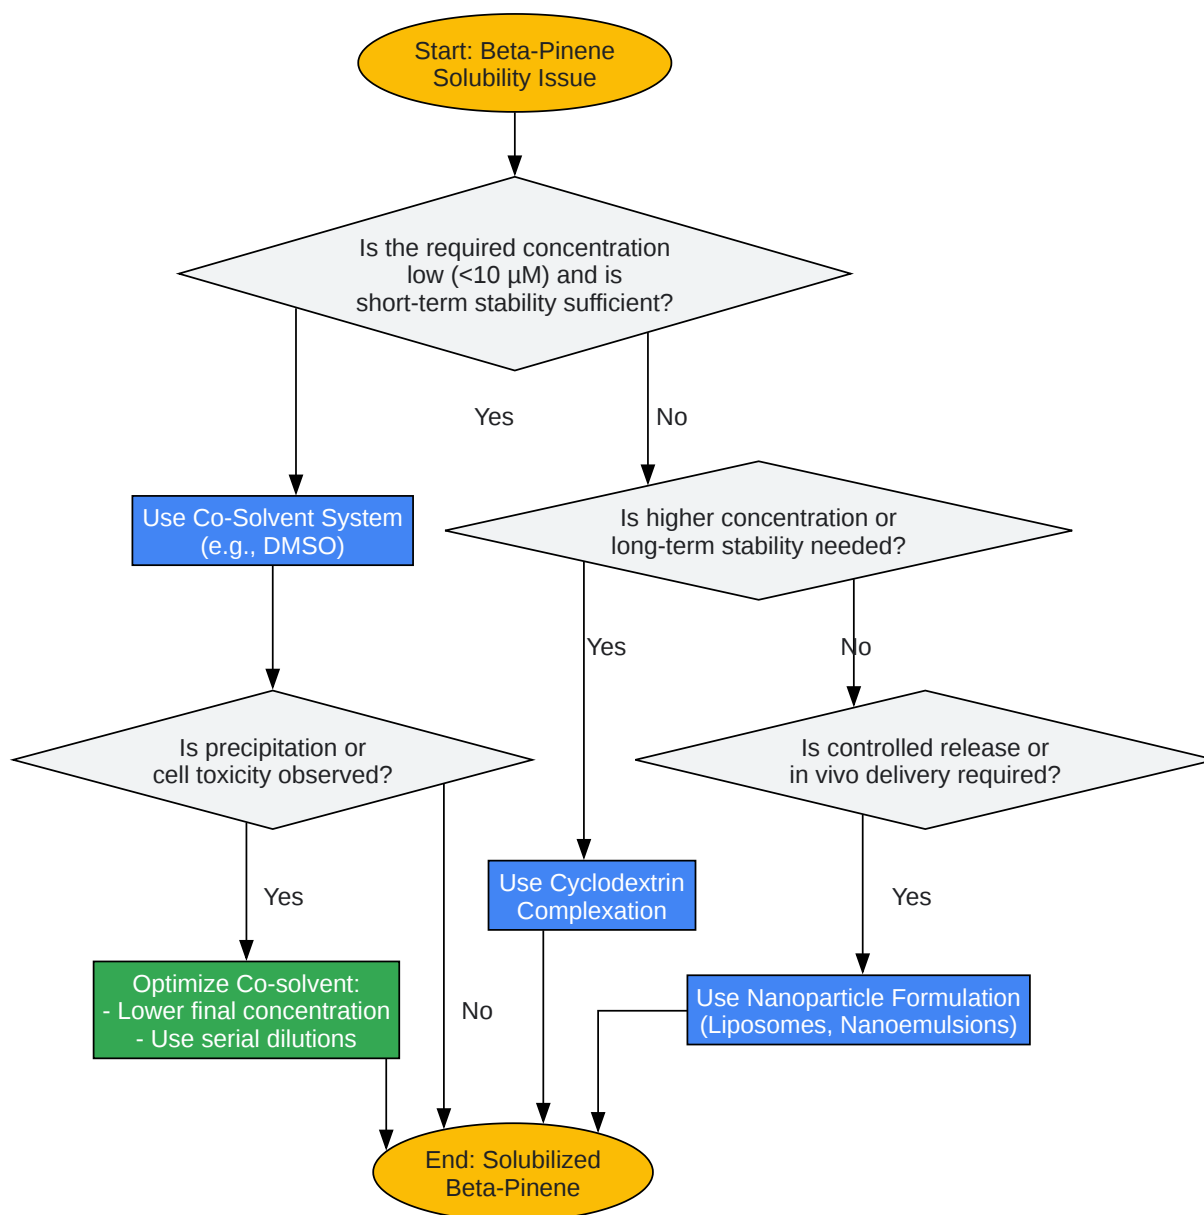 Start: Beta-Pinene
Solubility Issue
Is the required concentration
low (<10 µM) and is
short-term stability sufficient?
Yes
No
Use Co-Solvent System
(e.g., DMSO)
Is higher concentration or
long-term stability needed?
Yes
No
Is precipitation or
cell toxicity observed?
Is controlled release or
in vivo delivery required?
Yes
Use Cyclodextrin
Complexation
Yes
Optimize Co-solvent:
- Lower final concentration
- Use serial dilutions
No
Use Nanoparticle Formulation
(Liposomes, Nanoemulsions)
End: Solubilized
Beta-Pinene